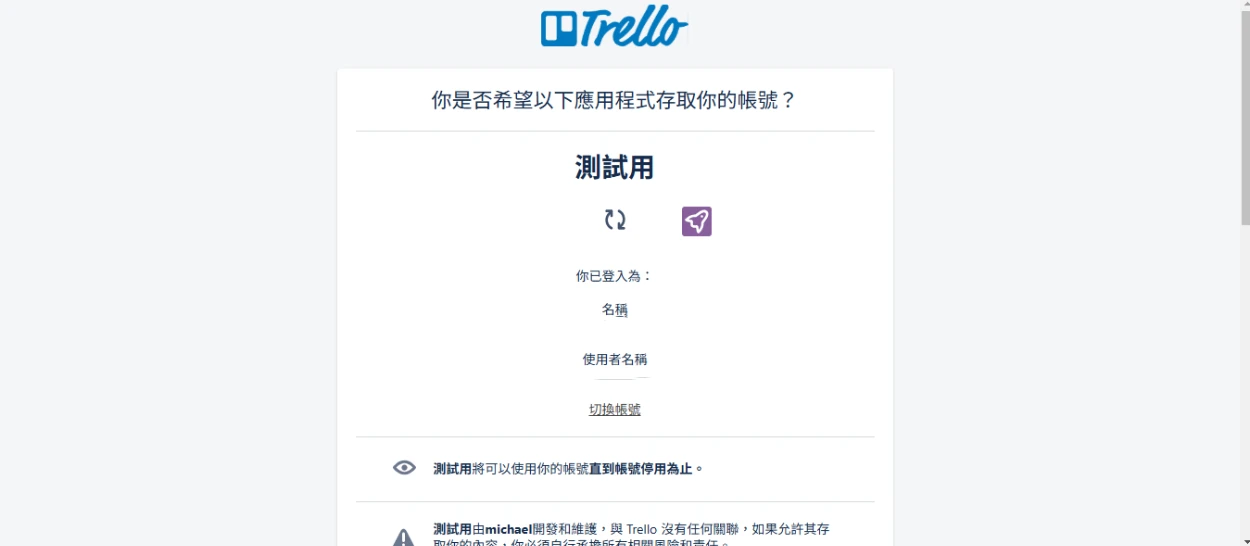 Trello
你是否希望以下應用程式存取你的帳號？
測試用
你已登入為：
名稱
使用者名稱
切換帳號
測試用將可以使用你的帳號直到帳號停用為止。
測試用由michael開發和維護，與 Trello 沒有任何關聯，如果允許其存
取你的內容，你必須自行承擔所有相關風險和責任。